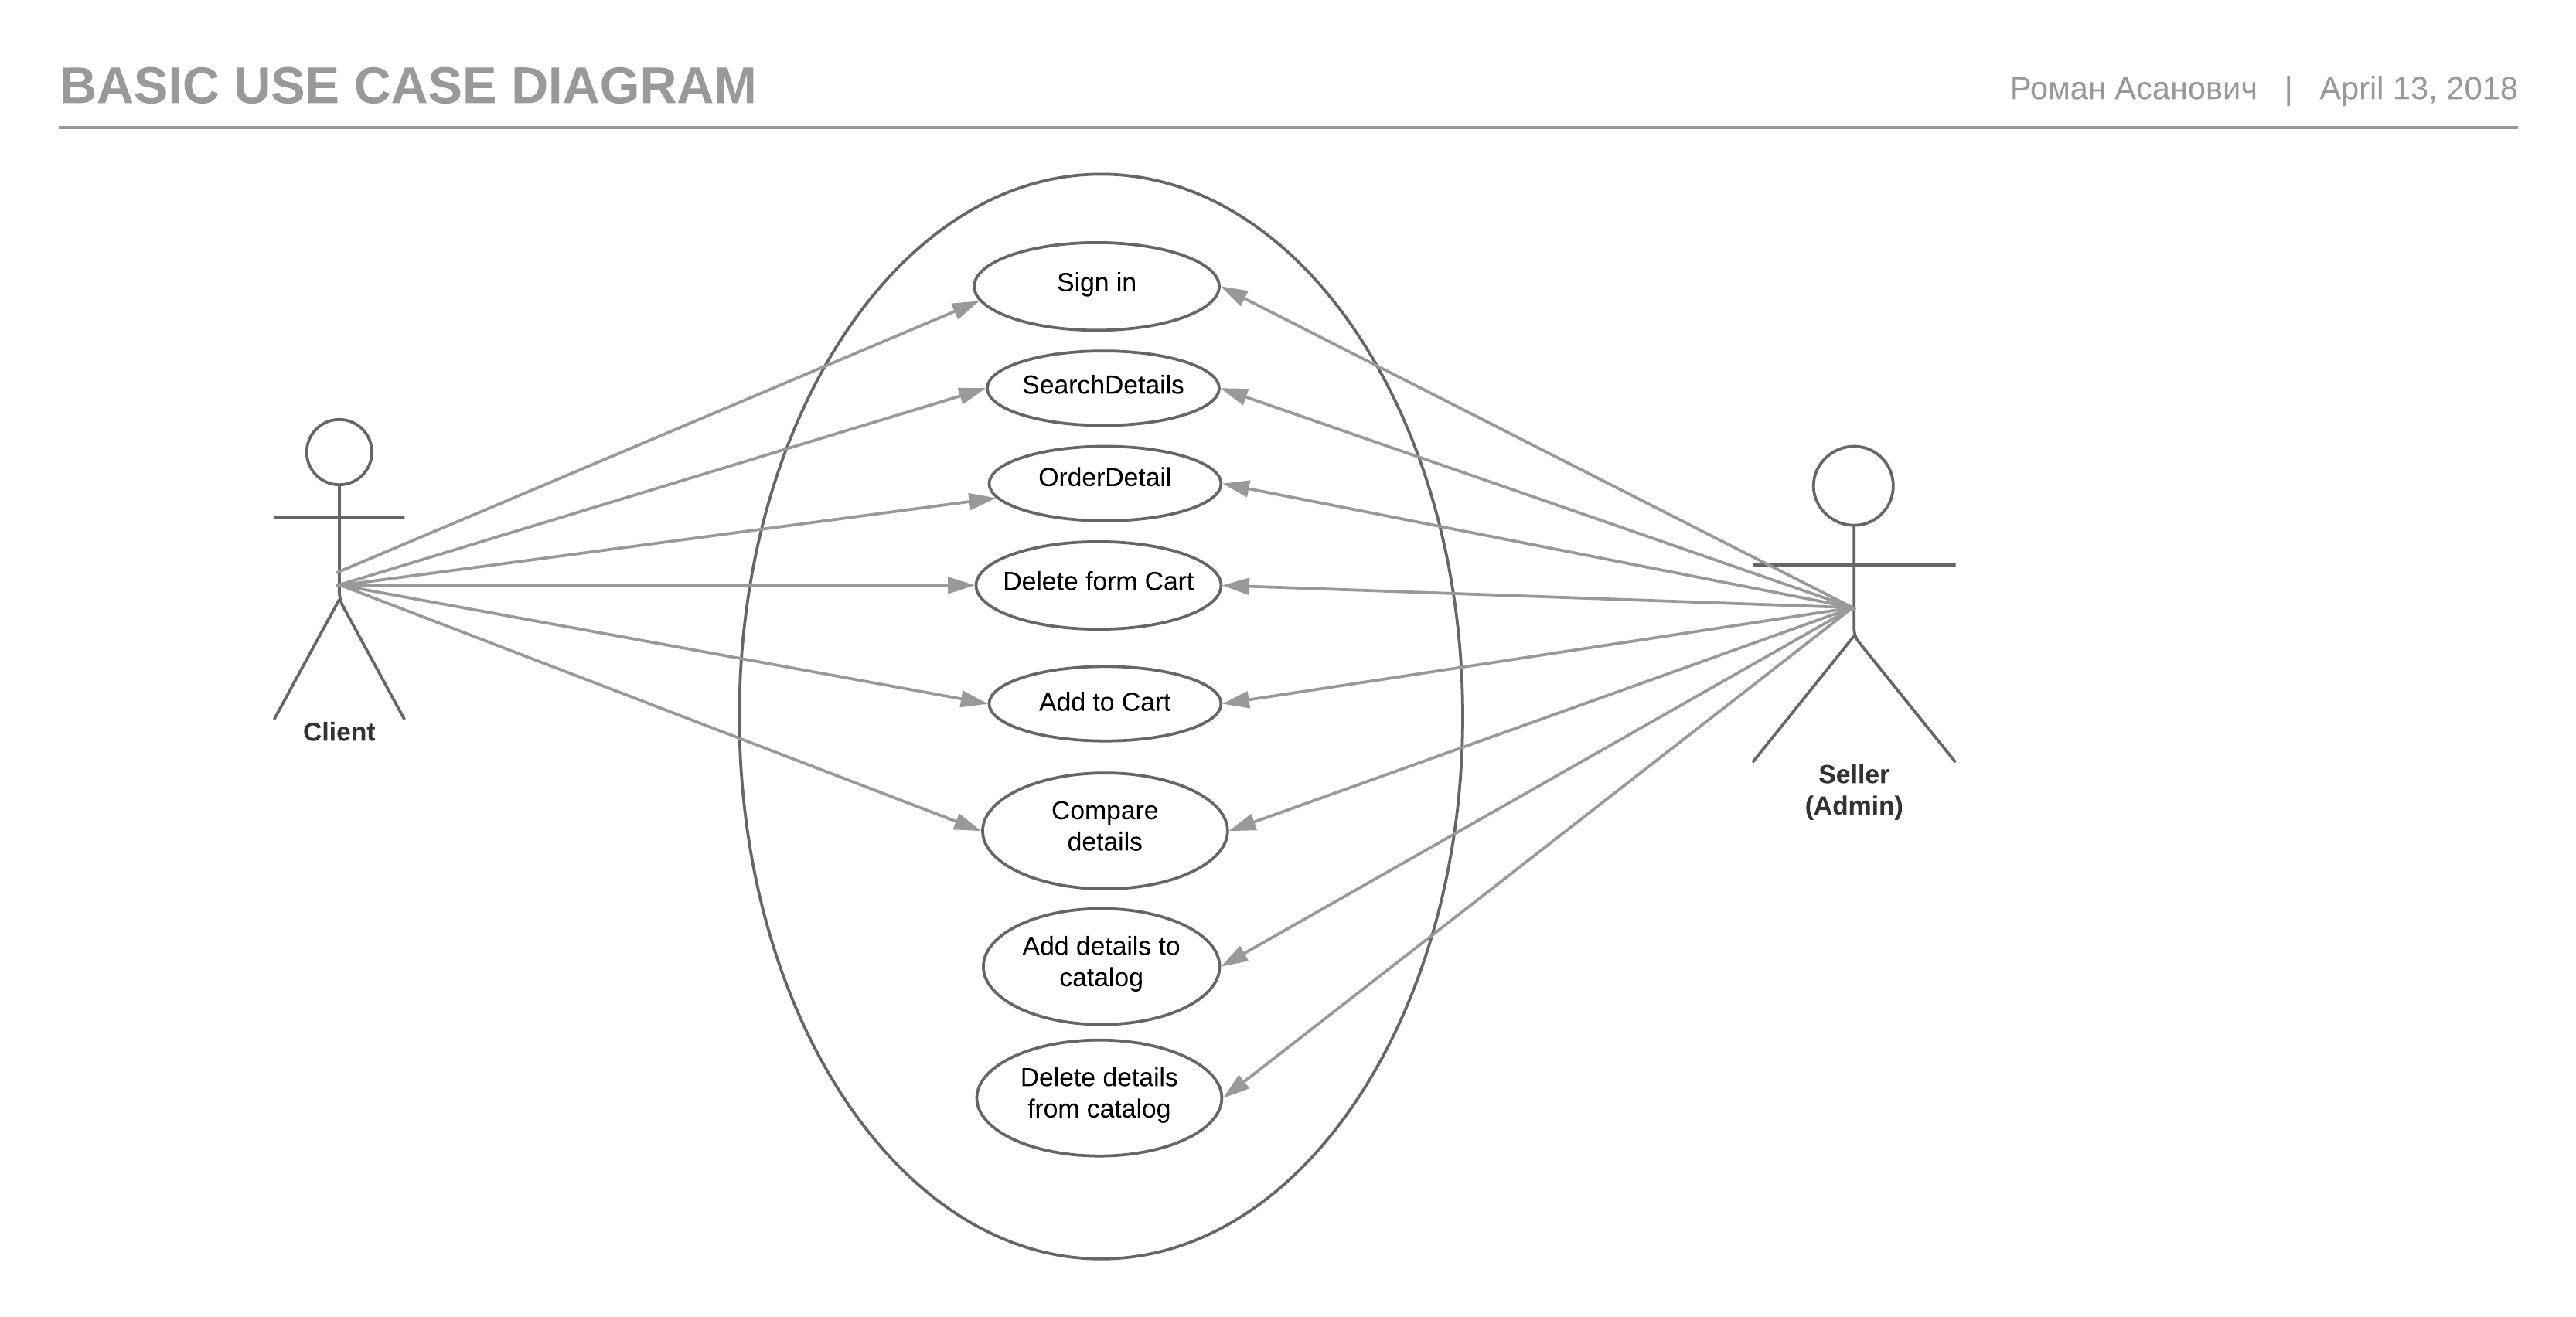 BASIC USE CASE DIAGRAM
Роман Асанович | April 13, 2018
Sign in
SearchDetails
OrderDetail
Delete form Cart
Add to Cart
Compare
details
Add details to
catalog
Delete details
from catalog
Client
Seller
(Admin)